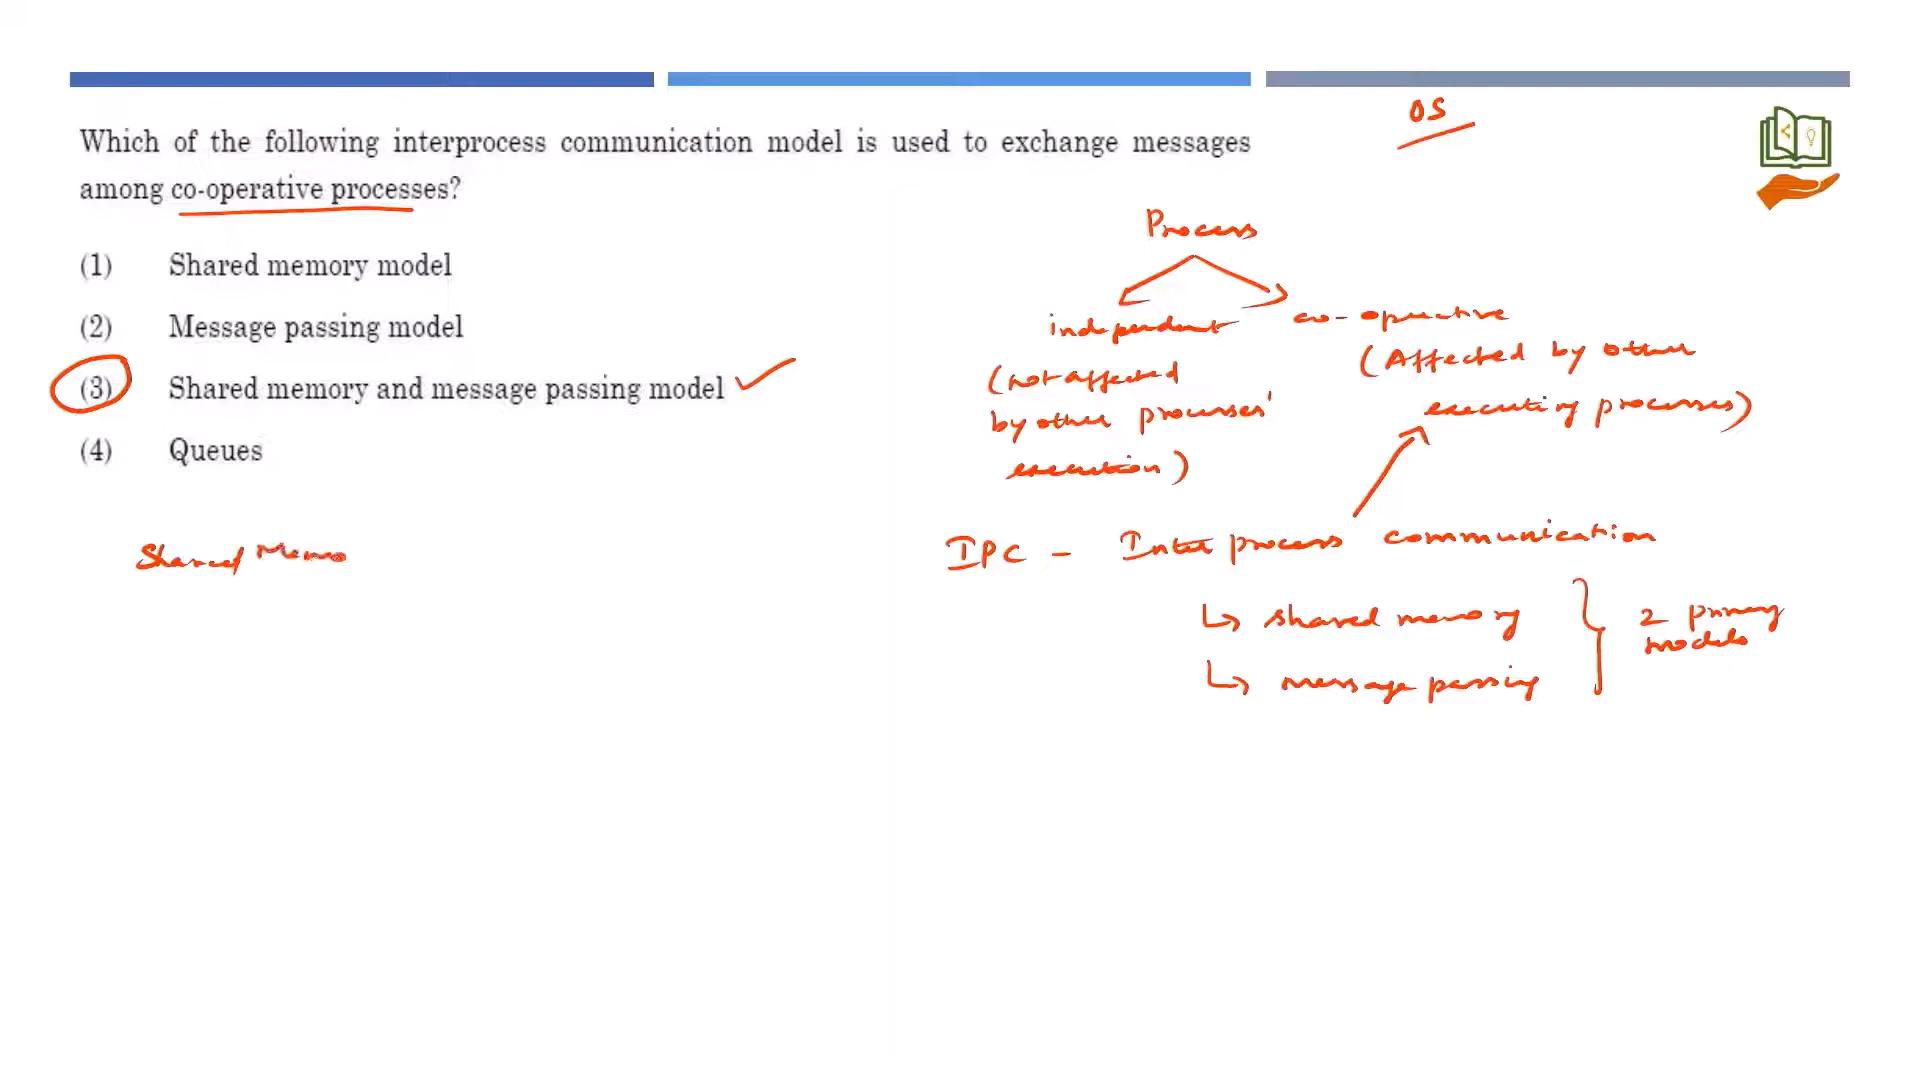 Which of the following interprocess communication model is used to exchange messages
among co-operative processes?
(1) Shared memory model
(2) Message passing model
(3) Shared memory and message passing model
(4) Queues
Shared Memo
OS
Process
independent
(not affected
by other processes'
execution)
co-operative
(Affected by other
executing processes)
IPC - Inter process communication
↳ shared memory
↳ message passing
2 primary
models